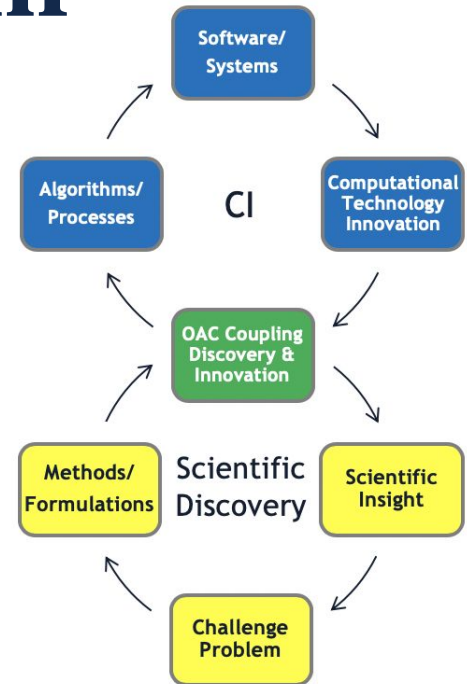 Software/
Systems
Algorithms/
Processes
CI
Computational
Technology
Innovation
OAC Coupling
Discovery &
Innovation
Methods/
Formulations
Scientific
Discovery
Scientific
Insight
Challenge
Problem